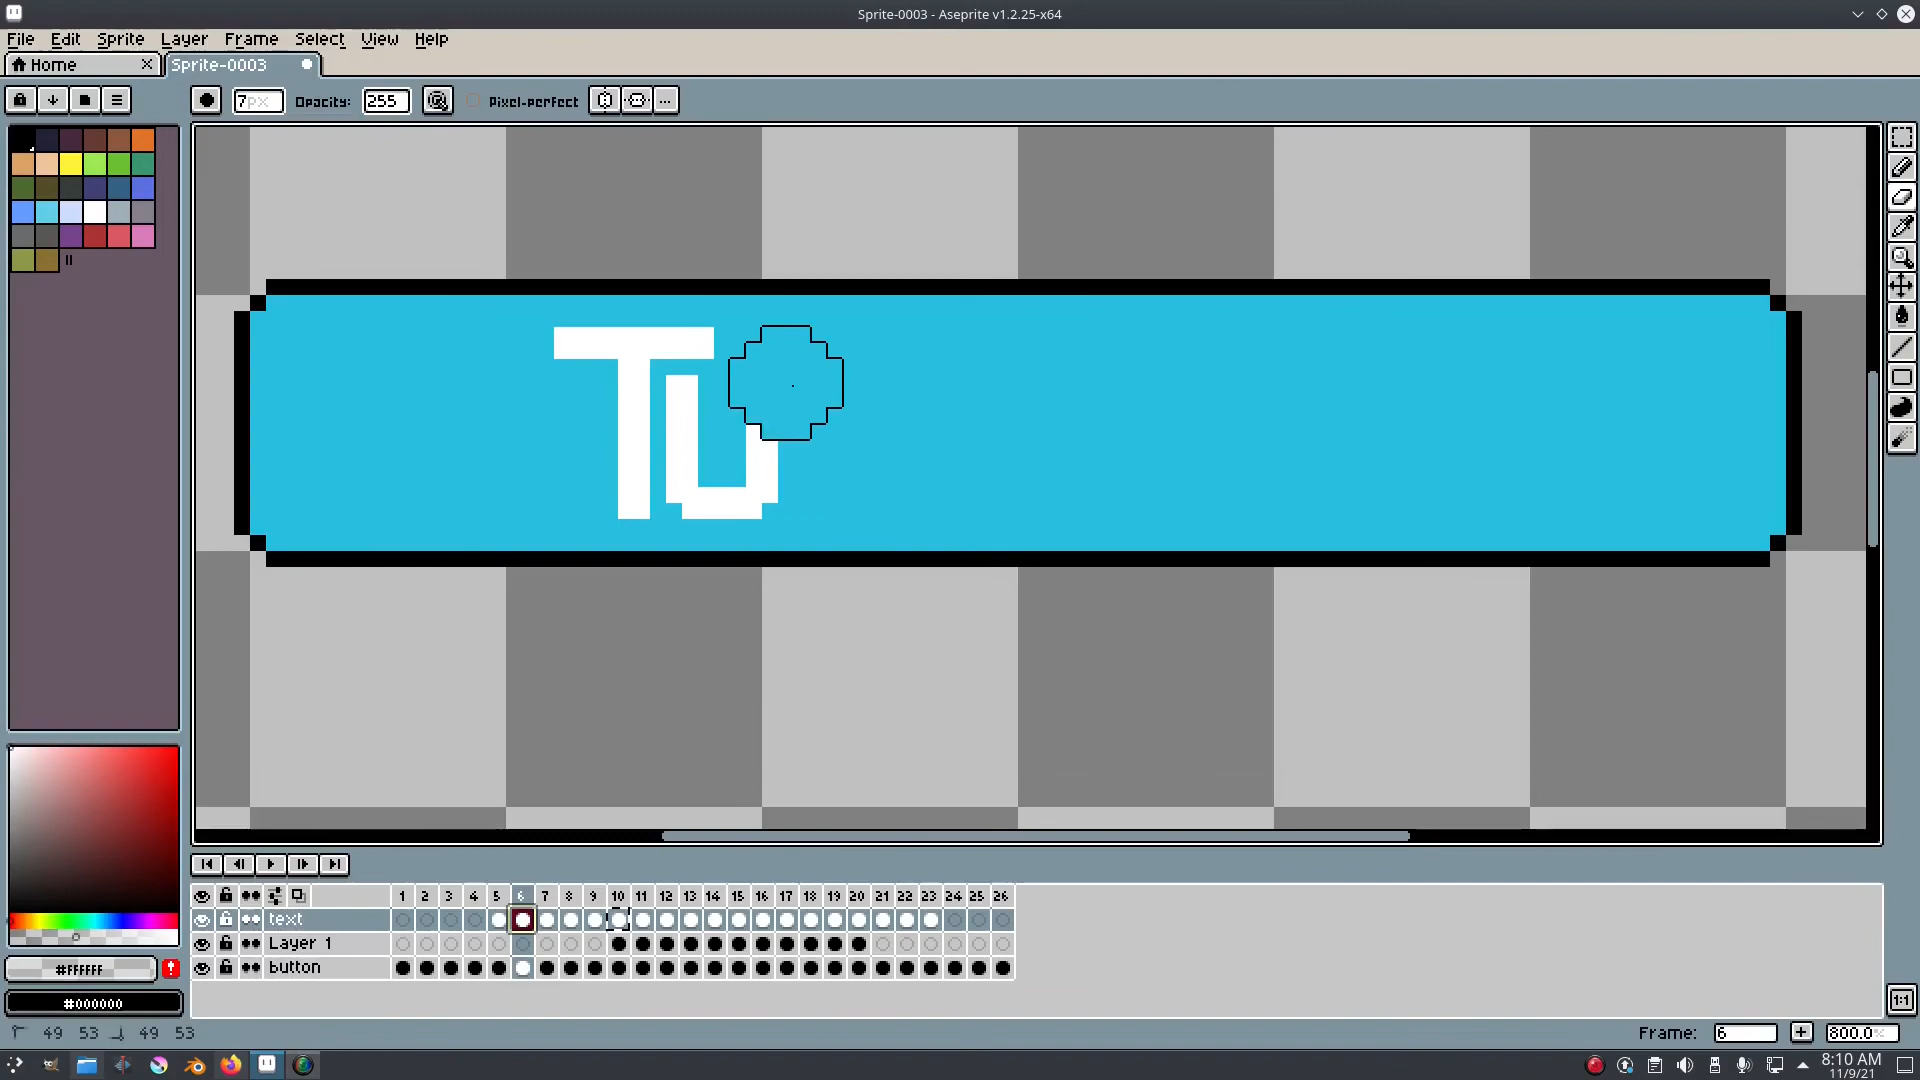 Sprite-0003 - Aseprite v1.2.25-x64
File Edit Sprite Layer Frame Select View Help
Home Sprite-0003
7px Opacity: 255 Pixel-perfect ...
TU
1 2 3 4 5 6 7 8 9 10 11 12 13 14 15 16 17 18 19 20 21 22 23 24 25 26
text
Layer 1
button
#FFFFFF !
#000000
1:1
49 53 49 53 Frame: 6 + 800.0%
8:10 AM
11/9/21